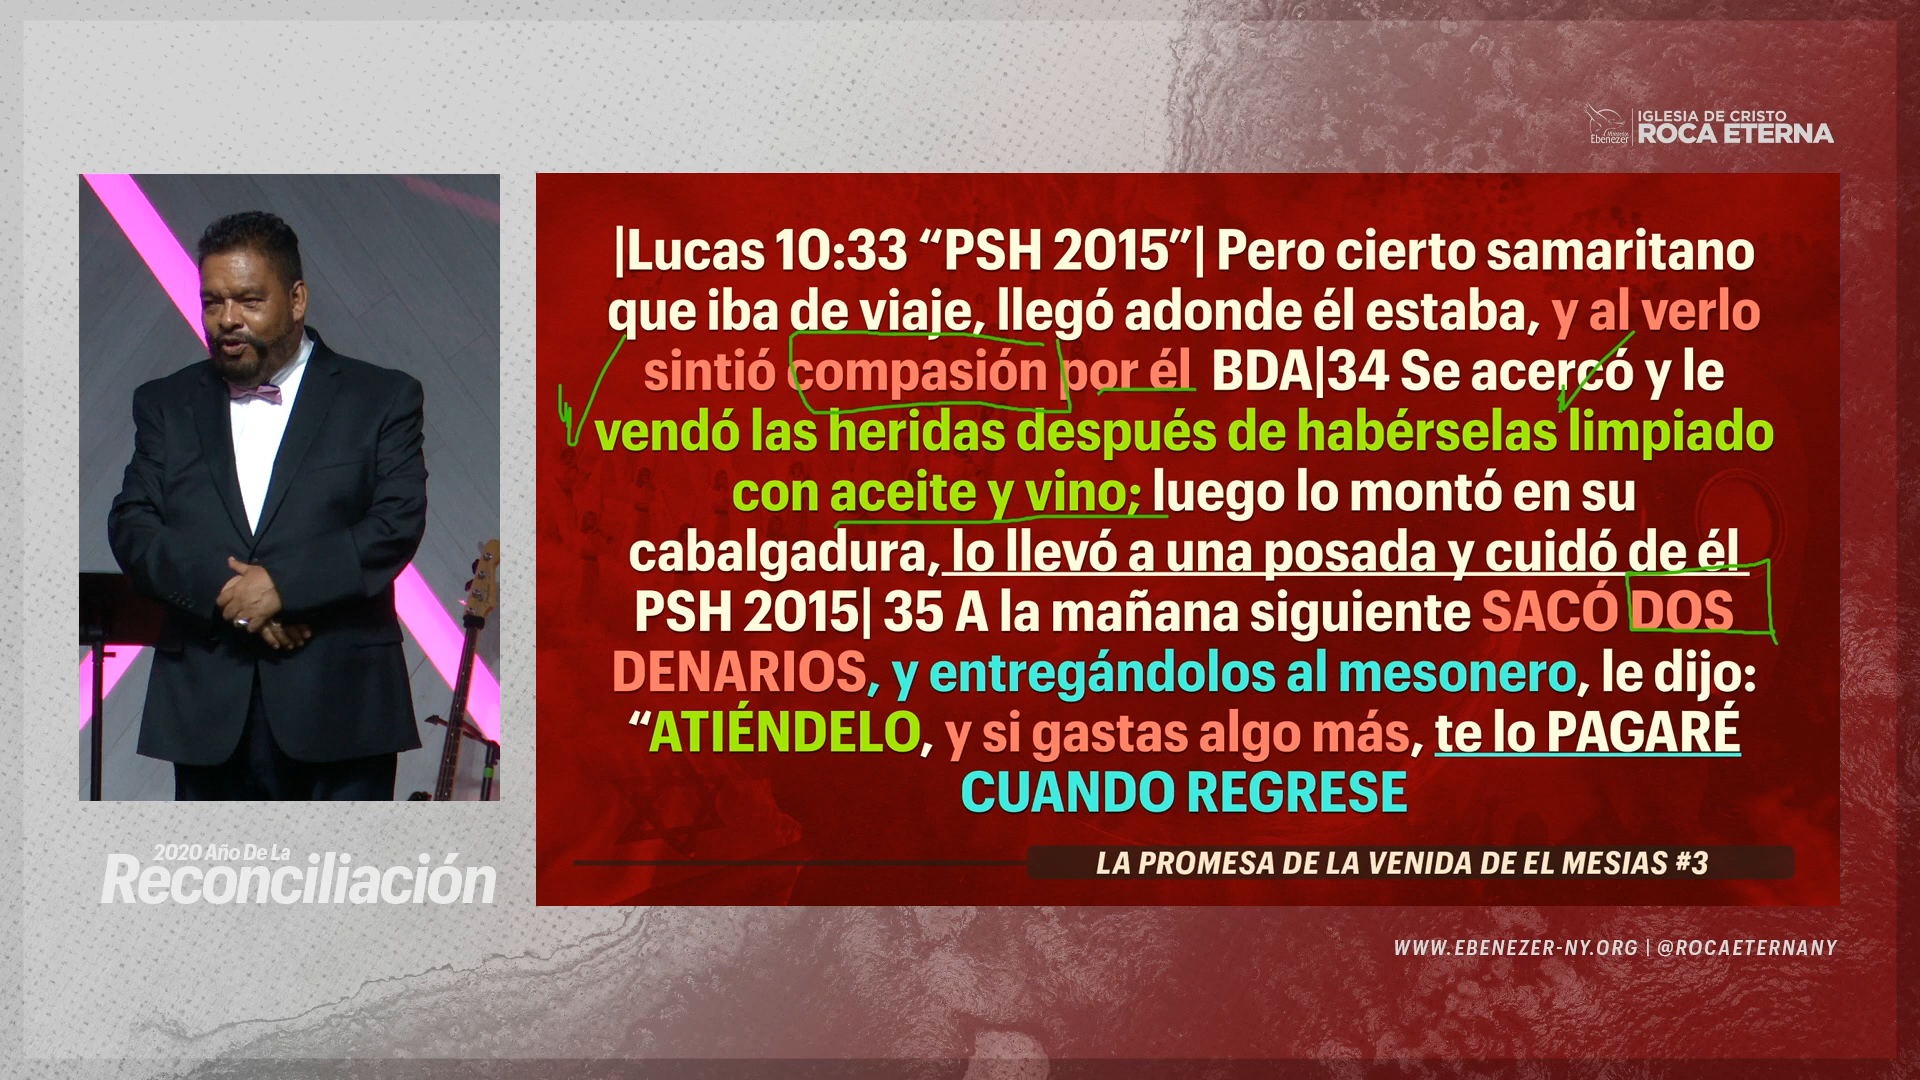 Ministerios
Ebenezer
IGLESIA DE CRISTO
ROCA ETERNA
|Lucas 10:33 “PSH 2015”| Pero cierto samaritano
que iba de viaje, llegó adonde él estaba, y al verlo
sintió compasión por él BDA|34 Se acercó y le
vendó las heridas después de habérselas limpiado
con aceite y vino; luego lo montó en su
cabalgadura, lo llevó a una posada y cuidó de él
PSH 2015| 35 A la mañana siguiente SACÓ DOS
DENARIOS, y entregándolos al mesonero, le dijo:
“ATIÉNDELO, y si gastas algo más, te lo PAGARÉ
CUANDO REGRESE
LA PROMESA DE LA VENIDA DE EL MESIAS #3
2020 Año De La
Reconciliación
WWW.EBENEZER-NY.ORG | @ROCAETERNANY